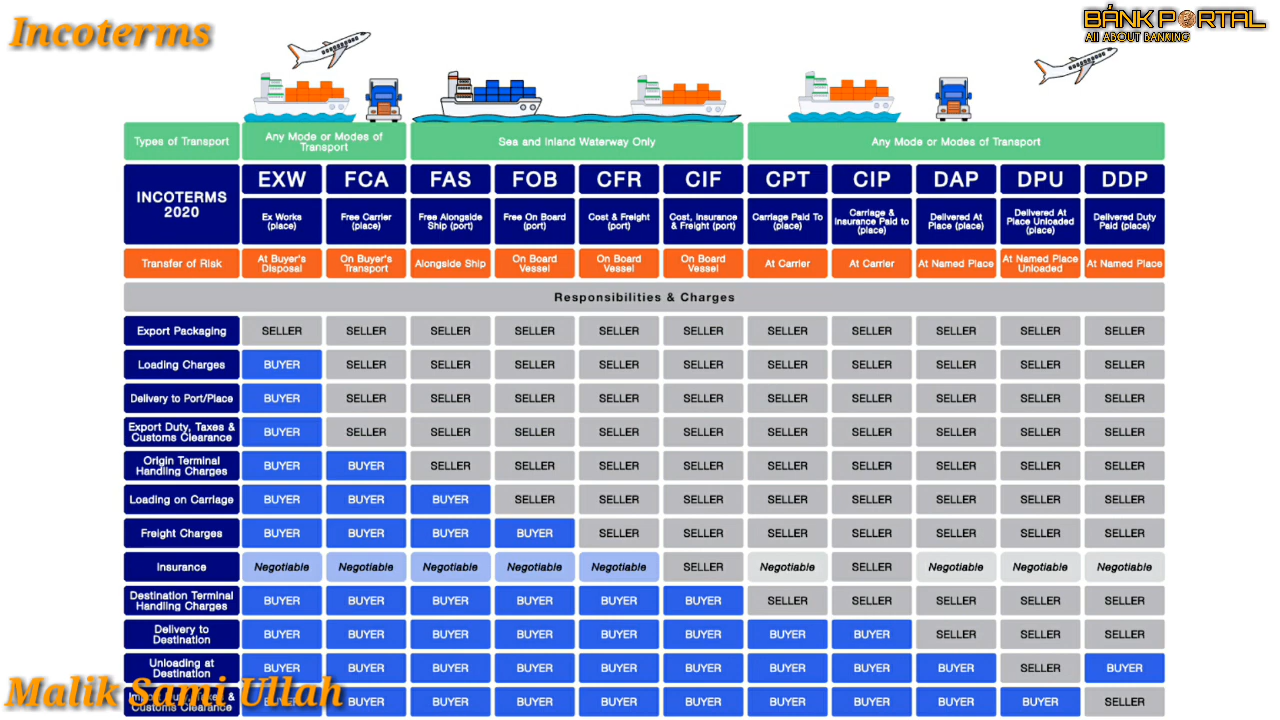 Incoterms
BÁNK PORTAL
All ABOUT BANKING
Types of Transport
Any Mode or Modes of
Transport
Sea and Inland Waterway Only
Any Mode or Modes of Transport
INCOTERMS
2020
EXW FCA FAS FOB CFR CIF CPT CIP DAP DPU DDP
Ex Works
(place)
Free Carrier
(place)
Free Alongside
Ship (port)
Free On Board
(port)
Cost & Freight
(port)
Cost, Insurance
& Freight (port)
Carriage Paid To
(place)
Carriage &
Insurance Paid to
(place)
Delivered At
Place (place)
Delivered At
Place Unloaded
(place)
Delivered Duty
Paid (place)
Transfer of Risk
At Buyer's
Disposal
On Buyer's
Transport
Alongside Ship
On Board
Vessel
On Board
Vessel
On Board
Vessel
At Carrier
At Carrier
At Named Place
At Named Place
Unloaded
At Named Place
Responsibilities & Charges
Export Packaging SELLER SELLER SELLER SELLER SELLER SELLER SELLER SELLER SELLER SELLER SELLER
Loading Charges BUYER SELLER SELLER SELLER SELLER SELLER SELLER SELLER SELLER SELLER SELLER
Delivery to Port/Place BUYER SELLER SELLER SELLER SELLER SELLER SELLER SELLER SELLER SELLER SELLER
Export Duty, Taxes &
Customs Clearance
BUYER SELLER SELLER SELLER SELLER SELLER SELLER SELLER SELLER SELLER SELLER
Origin Terminal
Handling Charges
BUYER BUYER SELLER SELLER SELLER SELLER SELLER SELLER SELLER SELLER SELLER
Loading on Carriage BUYER BUYER BUYER SELLER SELLER SELLER SELLER SELLER SELLER SELLER SELLER
Freight Charges BUYER BUYER BUYER BUYER SELLER SELLER SELLER SELLER SELLER SELLER SELLER
Insurance Negotiable Negotiable Negotiable Negotiable Negotiable SELLER Negotiable SELLER Negotiable Negotiable Negotiable
Destination Terminal
Handling Charges
BUYER BUYER BUYER BUYER BUYER BUYER SELLER SELLER SELLER SELLER SELLER
Delivery to
Destination
BUYER BUYER BUYER BUYER BUYER BUYER BUYER BUYER SELLER SELLER SELLER
Unloading at
Destination
BUYER BUYER BUYER BUYER BUYER BUYER BUYER BUYER BUYER SELLER BUYER
Malik Sami Ullah
Customs Clearance
BUYER BUYER BUYER BUYER BUYER BUYER BUYER BUYER BUYER SELLER